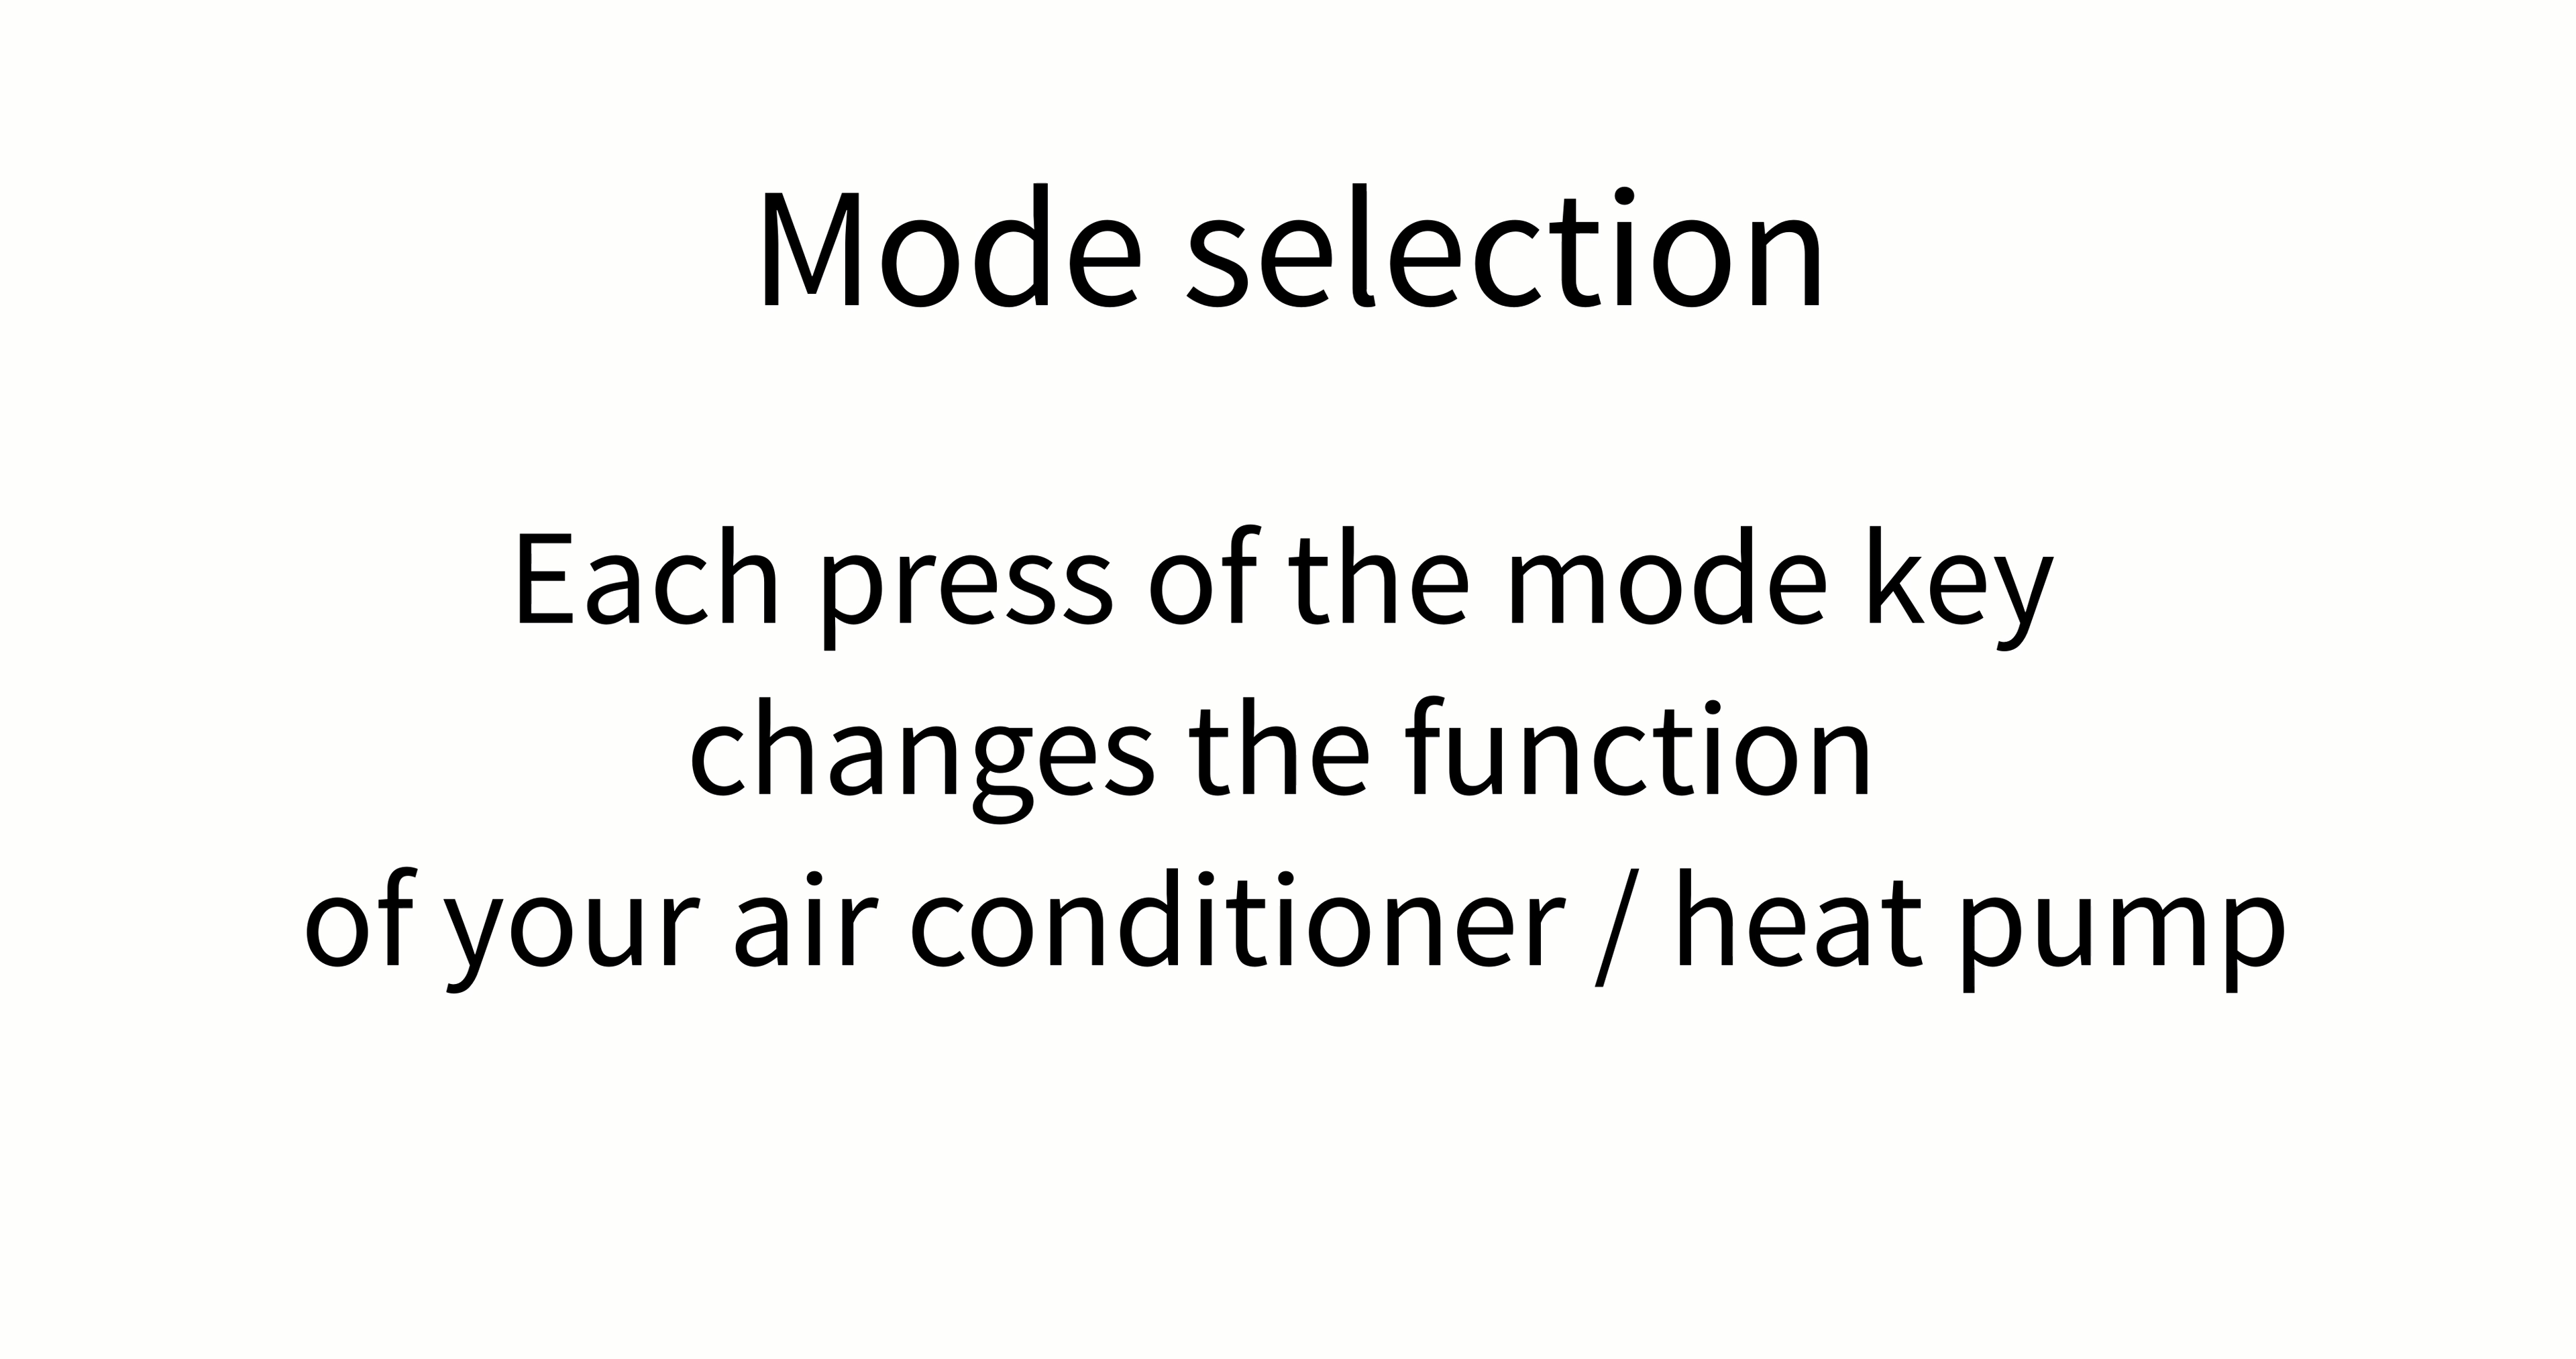 Mode selection
Each press of the mode key
changes the function
of your air conditioner / heat pump